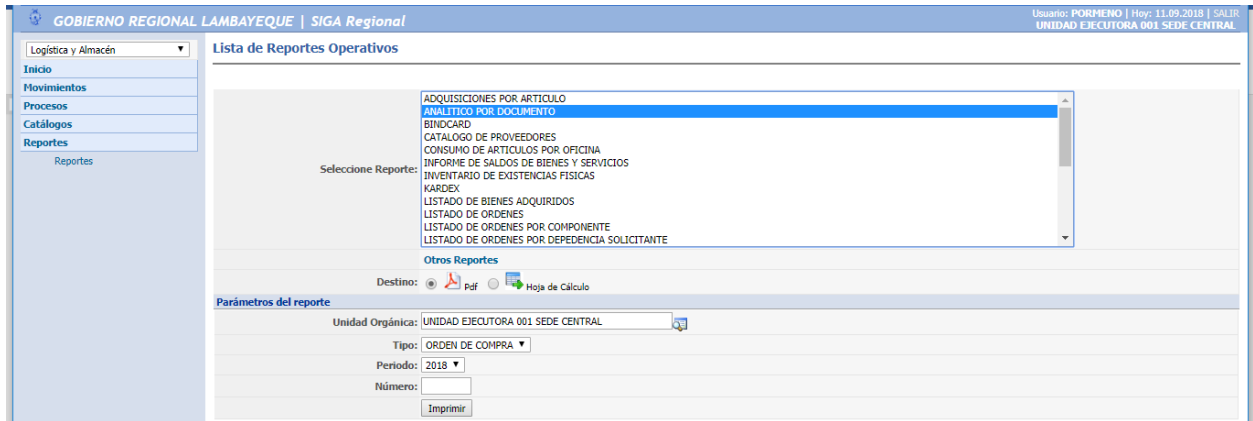 GOBIERNO REGIONAL LAMBAYEQUE | SIGA Regional
Usuario: PORMENO | Hoy: 11.09.2018 | SALIR
UNIDAD EJECUTORA 001 SEDE CENTRAL
Logística y Almacén
Inicio
Movimientos
Procesos
Catálogos
Reportes
Reportes
Lista de Reportes Operativos
Seleccione Reporte:
ADQUISICIONES POR ARTICULO
ANALITICO POR DOCUMENTO
BINDCARD
CATALOGO DE PROVEEDORES
CONSUMO DE ARTICULOS POR OFICINA
INFORME DE SALDOS DE BIENES Y SERVICIOS
INVENTARIO DE EXISTENCIAS FISICAS
KARDEX
LISTADO DE BIENES ADQUIRIDOS
LISTADO DE ORDENES
LISTADO DE ORDENES POR COMPONENTE
LISTADO DE ORDENES POR DEPEDENCIA SOLICITANTE
Otros Reportes
Destino: Pdf Hoja de Cálculo
Parámetros del reporte
Unidad Orgánica: UNIDAD EJECUTORA 001 SEDE CENTRAL
Tipo: ORDEN DE COMPRA
Periodo: 2018
Número:
Imprimir